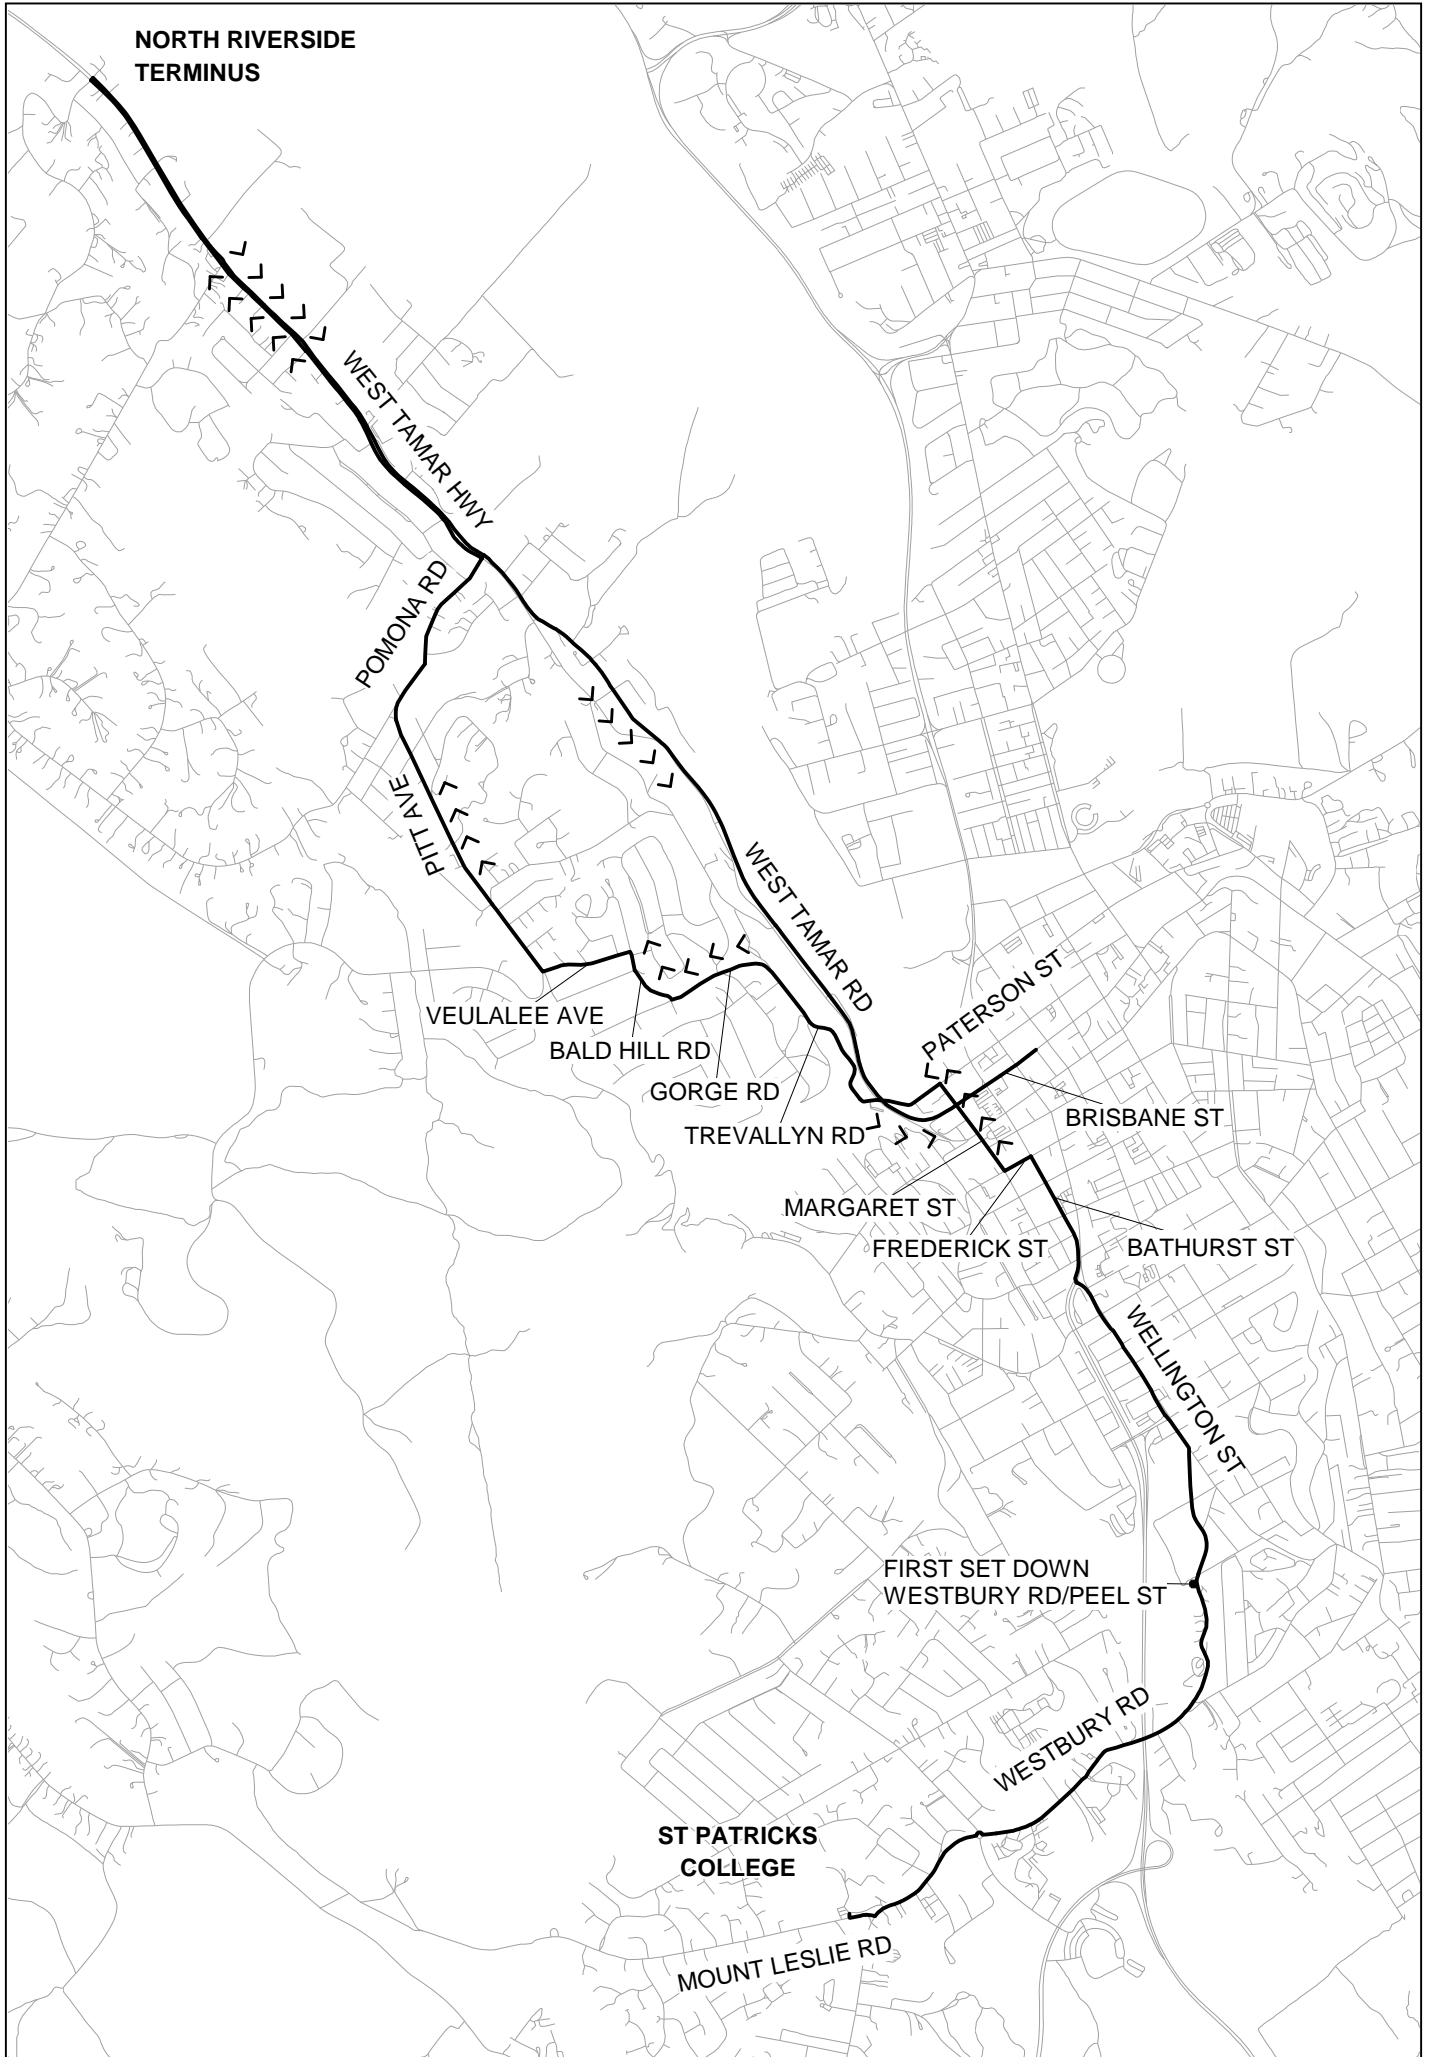 NORTH RIVERSIDE
TERMINUS
WEST TAMAR HWY
POMONA RD
PITT AVE
WEST TAMAR RD
PATERSON ST
VEULALEE AVE
BALD HILL RD
GORGE RD
BRISBANE ST
TREVALLYN RD
MARGARET ST
FREDERICK ST
BATHURST ST
WELLINGTON ST
FIRST SET DOWN
WESTBURY RD/PEEL ST
WESTBURY RD
ST PATRICKS
COLLEGE
MOUNT LESLIE RD